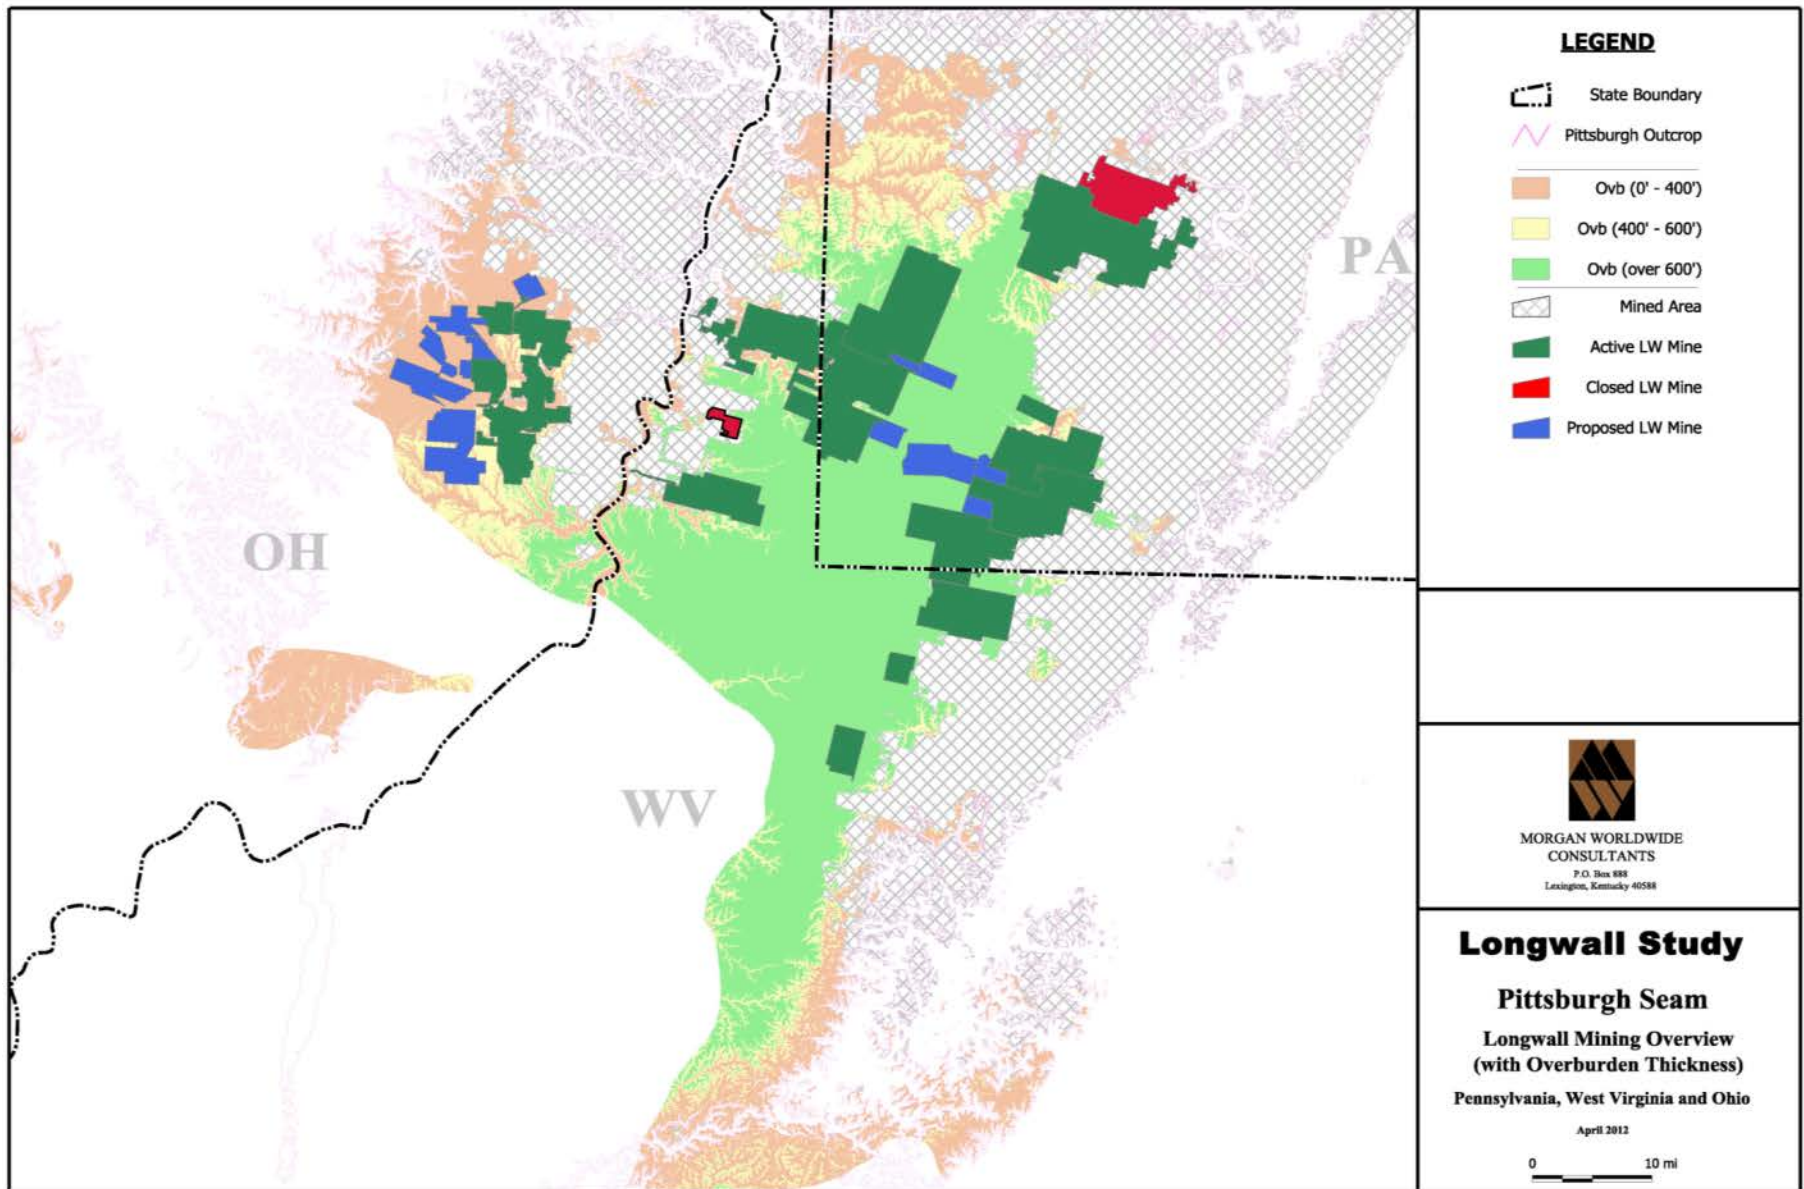 LEGEND
State Boundary
Pittsburgh Outcrop
Ovb (0' - 400')
Ovb (400' - 600')
Ovb (over 600')
Mined Area
Active LW Mine
Closed LW Mine
Proposed LW Mine
PA
OH
WV
MORGAN WORLDWIDE
CONSULTANTS
P.O. Box 888
Lexington, Kentucky 40588
Longwall Study
Pittsburgh Seam
Longwall Mining Overview
(with Overburden Thickness)
Pennsylvania, West Virginia and Ohio
April 2012
0 10 mi